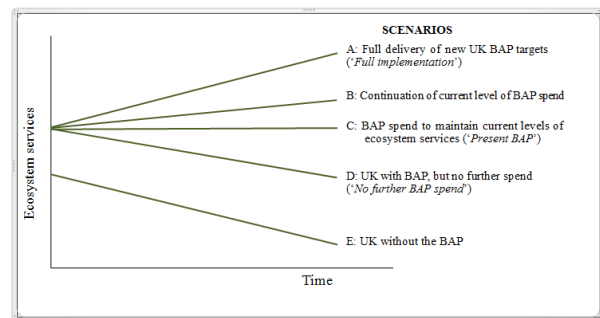 SCENARIOS
A: Full delivery of new UK BAP targets
(‘Full implementation’)
B: Continuation of current level of BAP spend
C: BAP spend to maintain current levels of
ecosystem services (‘Present BAP’)
D: UK with BAP, but no further spend
(‘No further BAP spend’)
E: UK without the BAP
Ecosystem services
Time